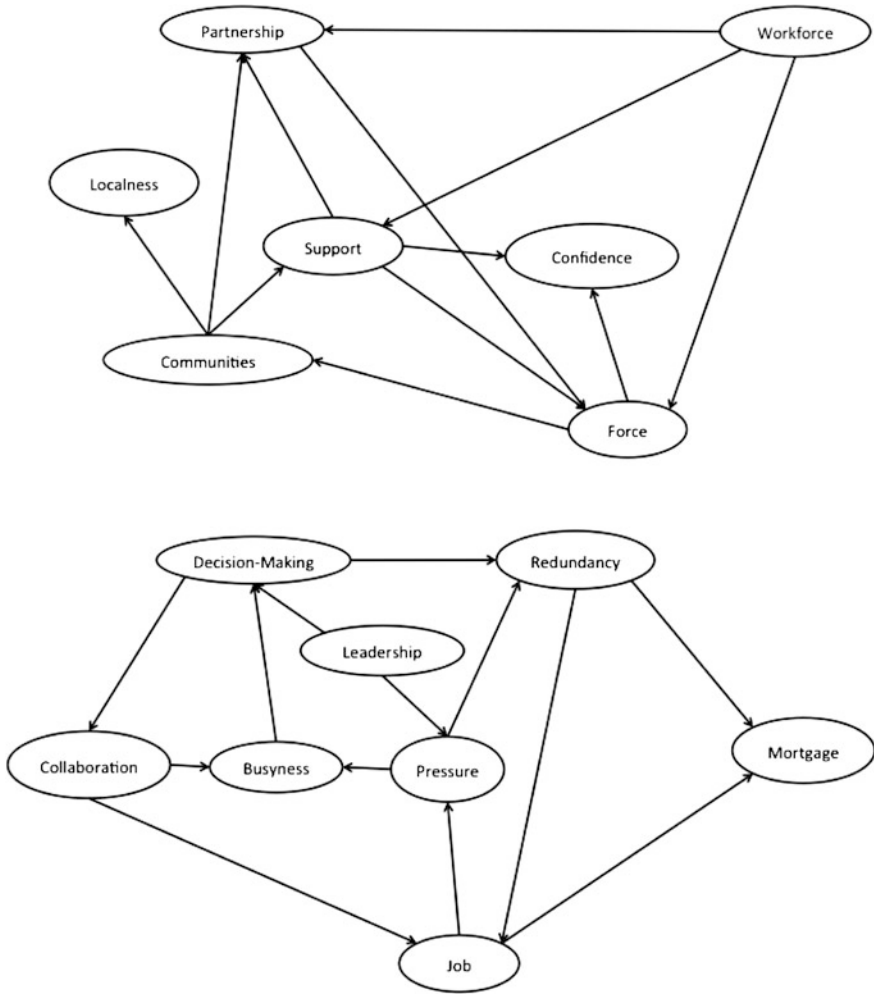 Partnership
Workforce
Localness
Support
Confidence
Communities
Force
Decision-Making
Redundancy
Leadership
Collaboration
Busyness
Pressure
Mortgage
Job